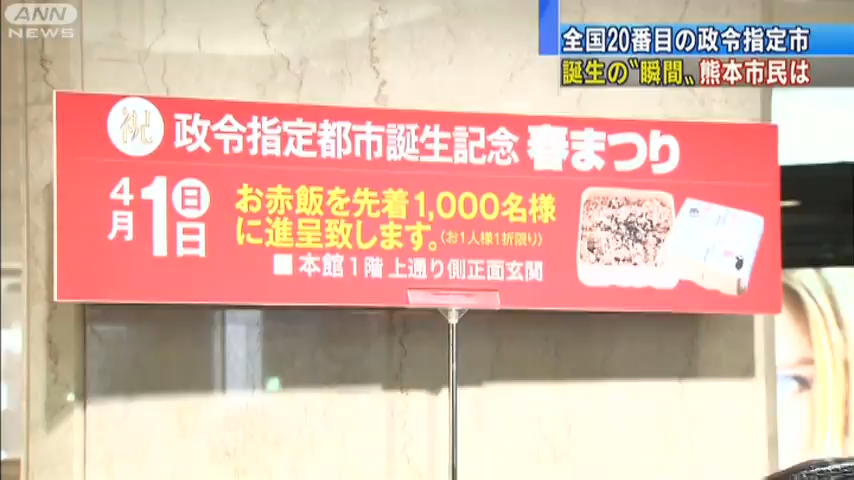 ANN
NEWS
全国20番目の政令指定市
誕生の〝瞬間〟熊本市民は
祝
政令指定都市誕生記念 春まつり
4月1日(日)
お赤飯を先着1,000名様
に進呈致します。〈お1人様1折限り〉
■本館1階 上通り側正面玄関